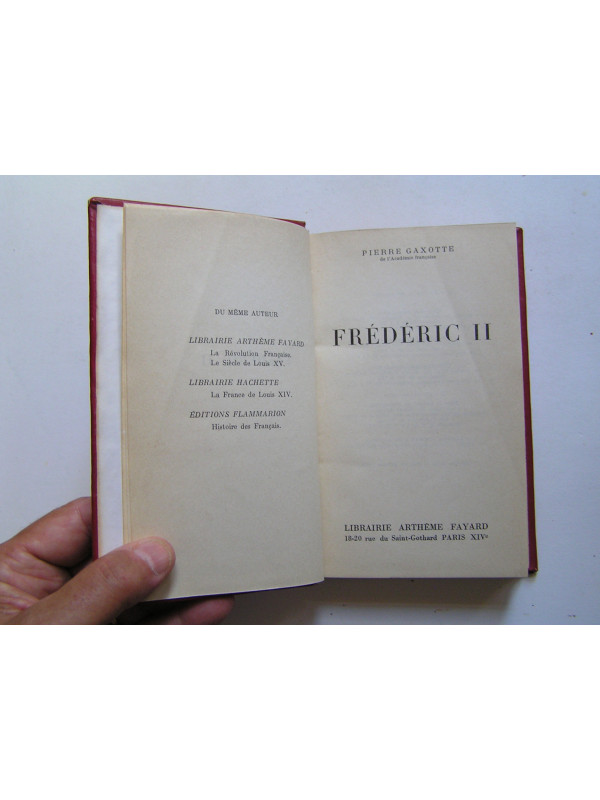 DU MÊME AUTEUR
LIBRAIRIE ARTHÈME FAYARD
La Révolution Française.
Le Siècle de Louis XV.
LIBRAIRIE HACHETTE
La France de Louis XIV.
ÉDITIONS FLAMMARION
Histoire des Français.
PIERRE GAXOTTE
de l'Académie française
FRÉDÉRIC II
LIBRAIRIE ARTHÈME FAYARD
18-20 rue du Saint-Gothard PARIS XIVe